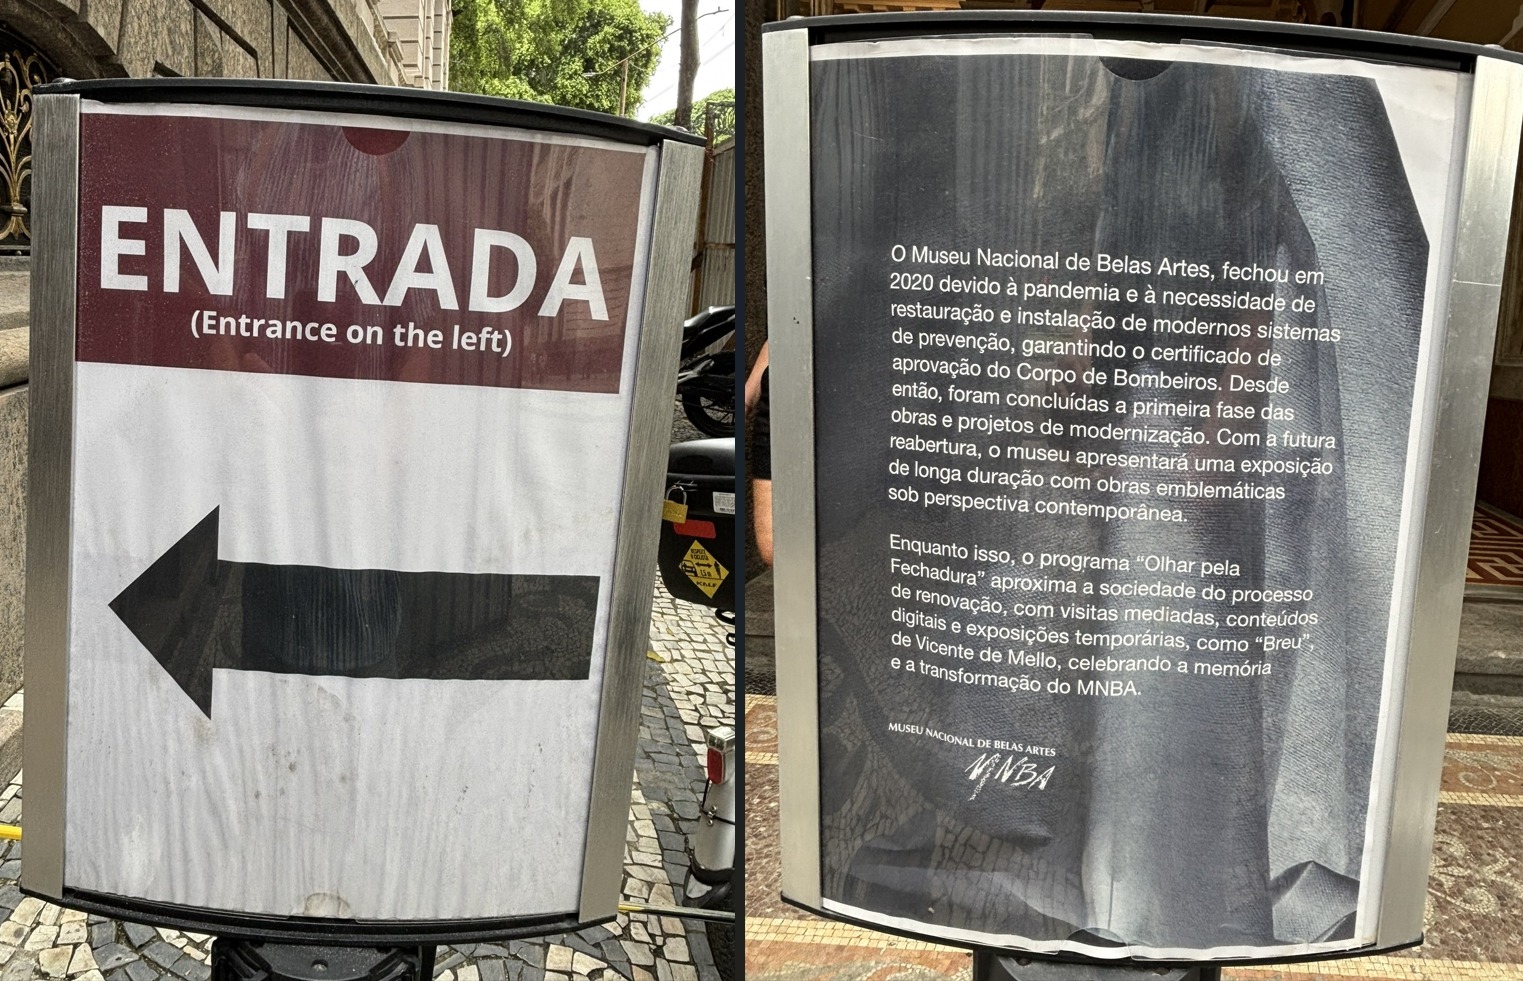 ENTRADA
(Entrance on the left)
RESPEITE
O CICLISTA
1,5 m
KALF
O Museu Nacional de Belas Artes, fechou em
2020 devido à pandemia e à necessidade de
restauração e instalação de modernos sistemas
de prevenção, garantindo o certificado de
aprovação do Corpo de Bombeiros. Desde
então, foram concluídas a primeira fase das
obras e projetos de modernização. Com a futura
reabertura, o museu apresentará uma exposição
de longa duração com obras emblemáticas
sob perspectiva contemporânea.
Enquanto isso, o programa “Olhar pela
Fechadura” aproxima a sociedade do processo
de renovação, com visitas mediadas, conteúdos
digitais e exposições temporárias, como “Breu”,
de Vicente de Mello, celebrando a memória
e a transformação do MNBA.
MUSEU NACIONAL DE BELAS ARTES
MNBA